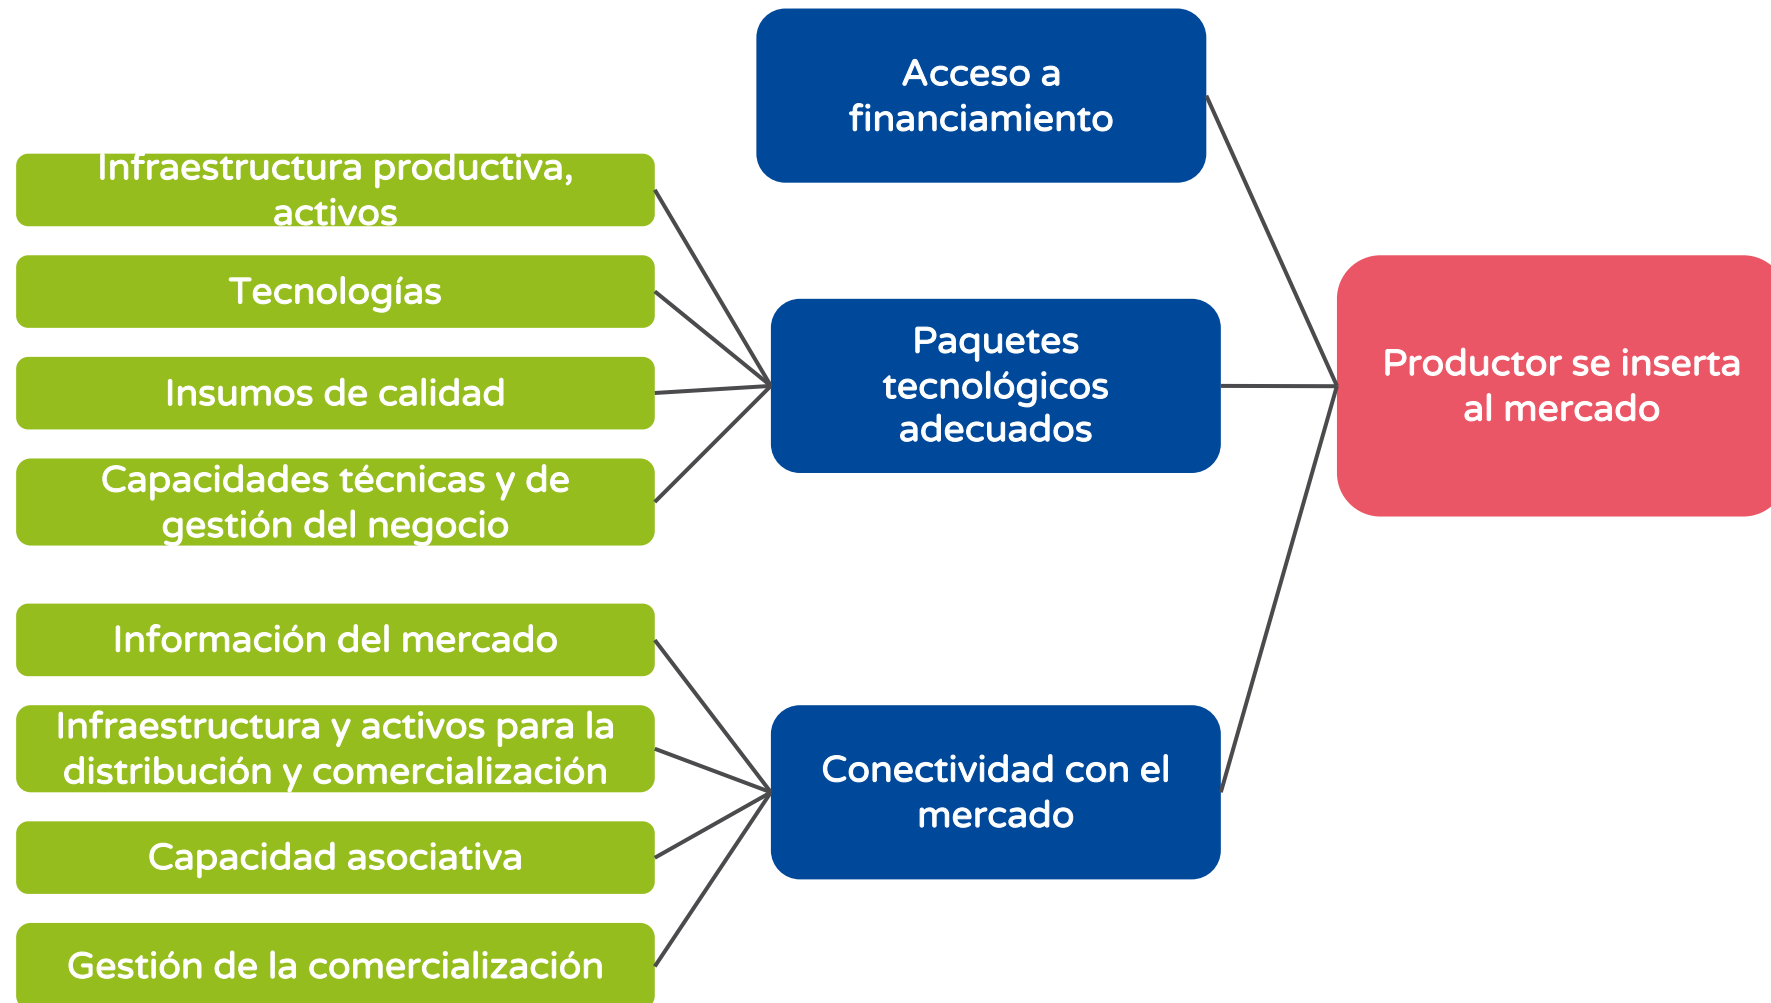 Acceso a
financiamiento
Infraestructura productiva,
activos
Tecnologías
Insumos de calidad
Capacidades técnicas y de
gestión del negocio
Paquetes
tecnológicos
adecuados
Productor se inserta
al mercado
Información del mercado
Infraestructura y activos para la
distribución y comercialización
Capacidad asociativa
Gestión de la comercialización
Conectividad con el
mercado